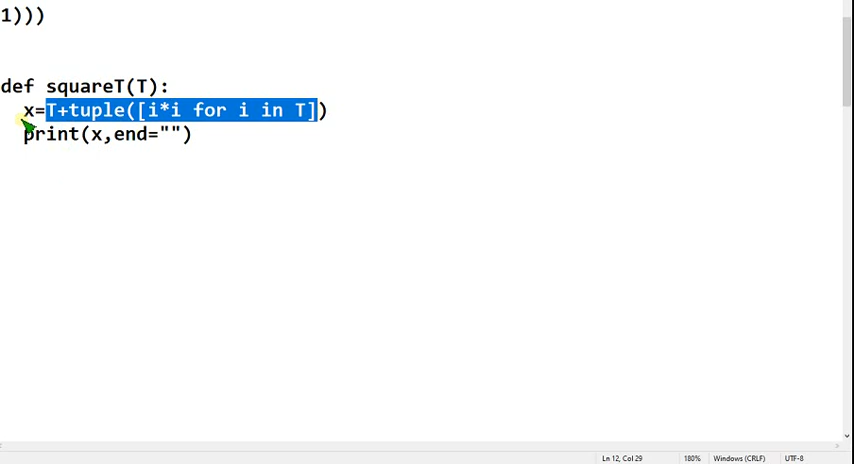 1)))
def squareT(T):
x=T+tuple([i*i for i in T])
print(x,end="")
Ln 12, Col 29
180%
Windows (CRLF)
UTF-8